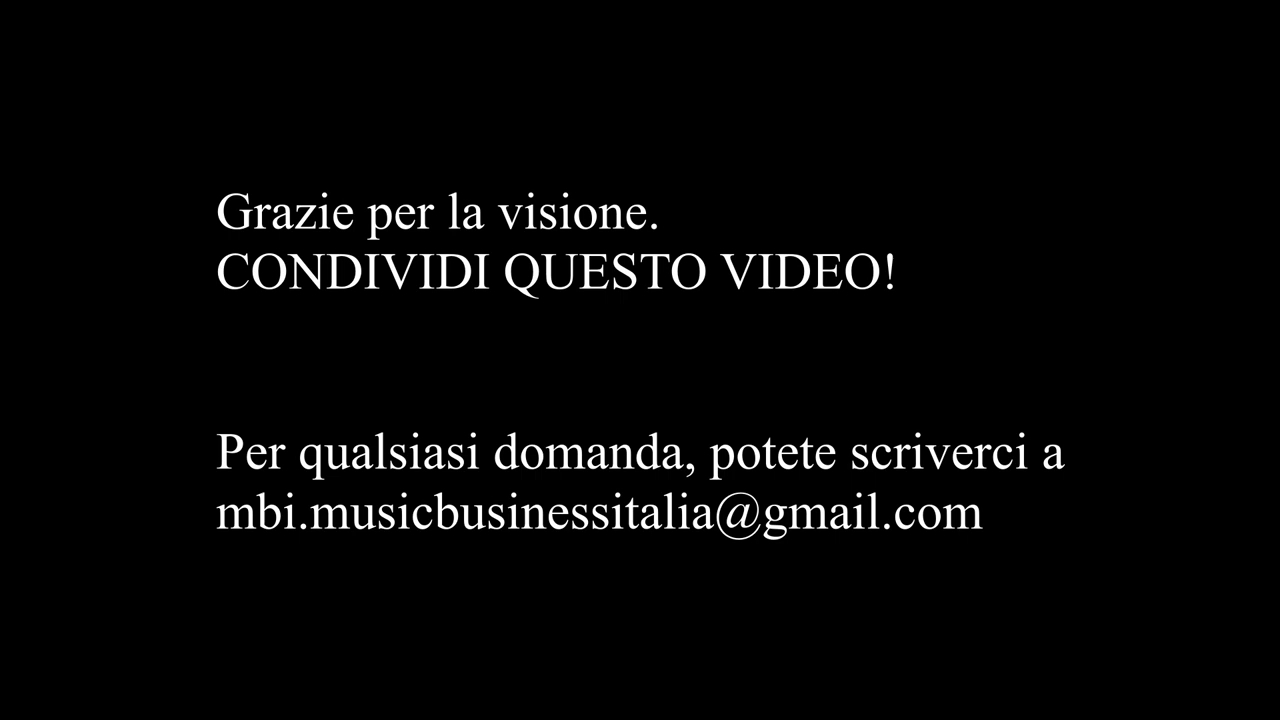 Grazie per la visione.
CONDIVIDI QUESTO VIDEO!
Per qualsiasi domanda, potete scriverci a
mbi.musicbusinessitalia@gmail.com